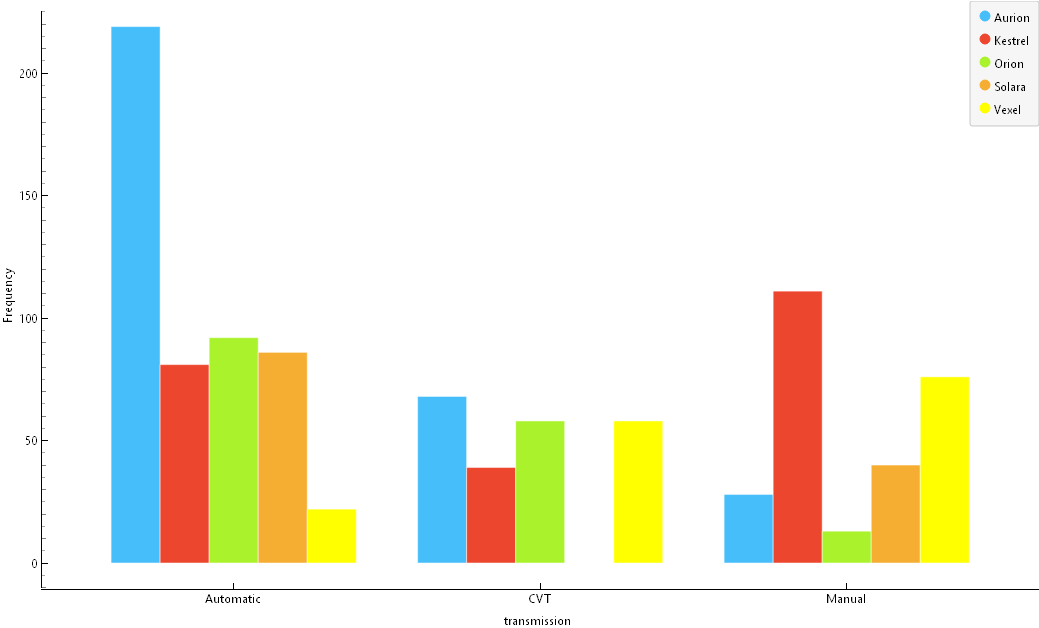 Aurion
Kestrel
Orion
Solara
Vexel
200
150
100
50
0
Frequency
Automatic
CVT
Manual
transmission